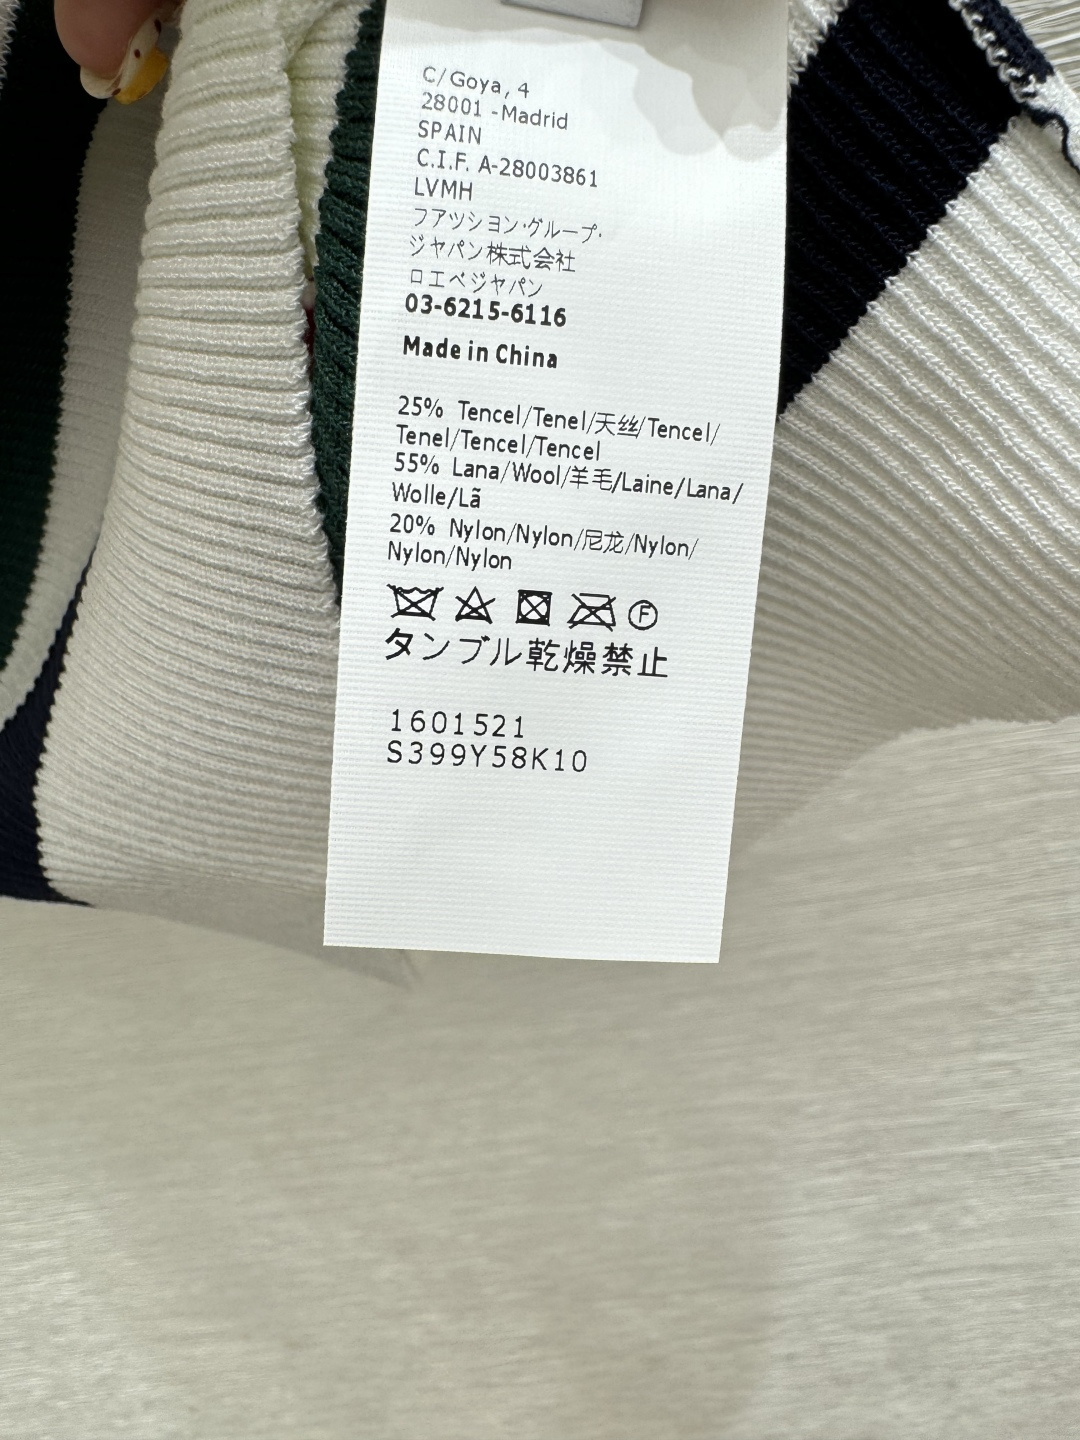 C/Goya, 4
28001 -Madrid
SPAIN
C.I.F. A-28003861
LVMH
ファッション·グループ·
ジャパン株式会社
ロエベジャパン
03-6215-6116
Made in China
25% Tencel/Tenel/天丝/Tencel/
Tenel/Tencel/Tencel
55% Lana/Wool/羊毛/Laine/Lana/
Wolle/Lã
20% Nylon/Nylon/尼龙/Nylon/
Nylon/Nylon
F
タンブル乾燥禁止
1601521
S399Y58K10